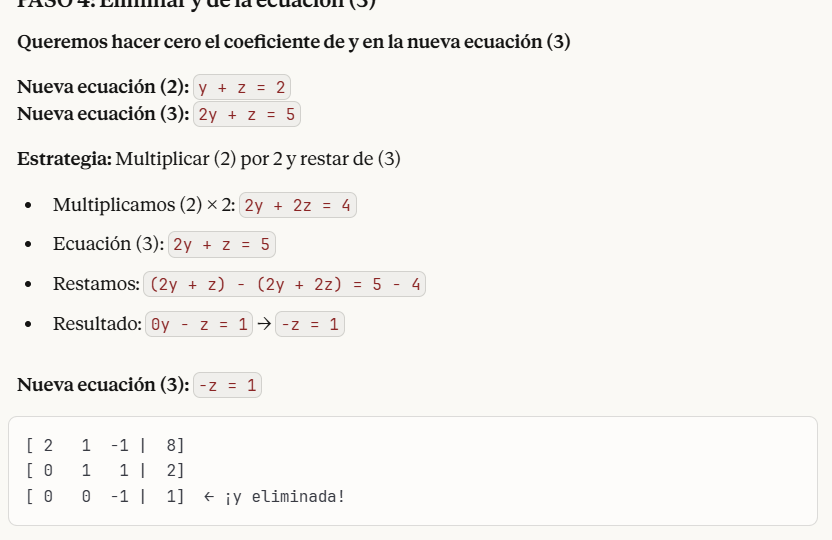 PASO 4: Eliminar y de la ecuación (3)
Queremos hacer cero el coeficiente de y en la nueva ecuación (3)
Nueva ecuación (2): y + z = 2
Nueva ecuación (3): 2y + z = 5
Estrategia: Multiplicar (2) por 2 y restar de (3)
• Multiplicamos (2) × 2: 2y + 2z = 4
• Ecuación (3): 2y + z = 5
• Restamos: (2y + z) - (2y + 2z) = 5 - 4
• Resultado: 0y - z = 1 → -z = 1
Nueva ecuación (3): -z = 1
[ 2   1  -1 |  8]
[ 0   1   1 |  2]
[ 0   0  -1 |  1]  ← ¡y eliminada!